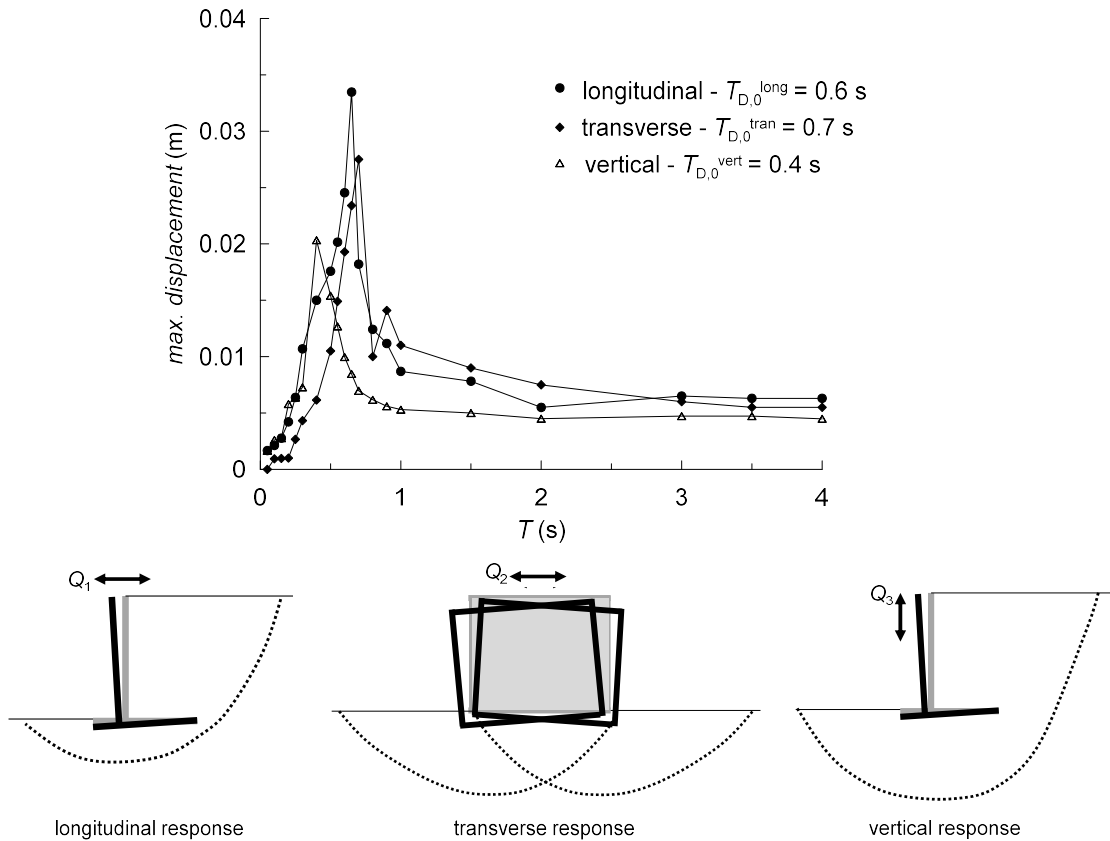 0.04
longitudinal - T_D,0^long = 0.6 s
0.03
transverse - T_D,0^tran = 0.7 s
vertical - T_D,0^vert = 0.4 s
max. displacement (m)
0.02
0.01
0
0 1 2 3 4
T (s)
Q1
Q2
Q3
longitudinal response
transverse response
vertical response